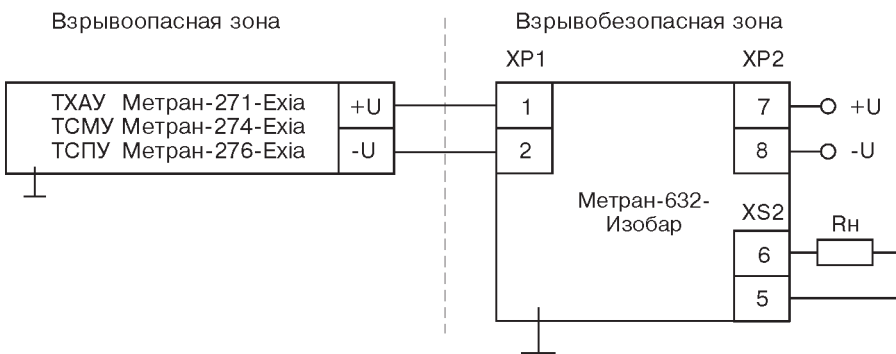 Взрывоопасная зона
Взрывобезопасная зона
XP1
XP2
ТХАУ Метран-271-Exia
ТСМУ Метран-274-Exia
ТСПУ Метран-276-Exia
+U
-U
1
2
7
8
+U
-U
Метран-632-
Изобар
XS2
6
5
Rн